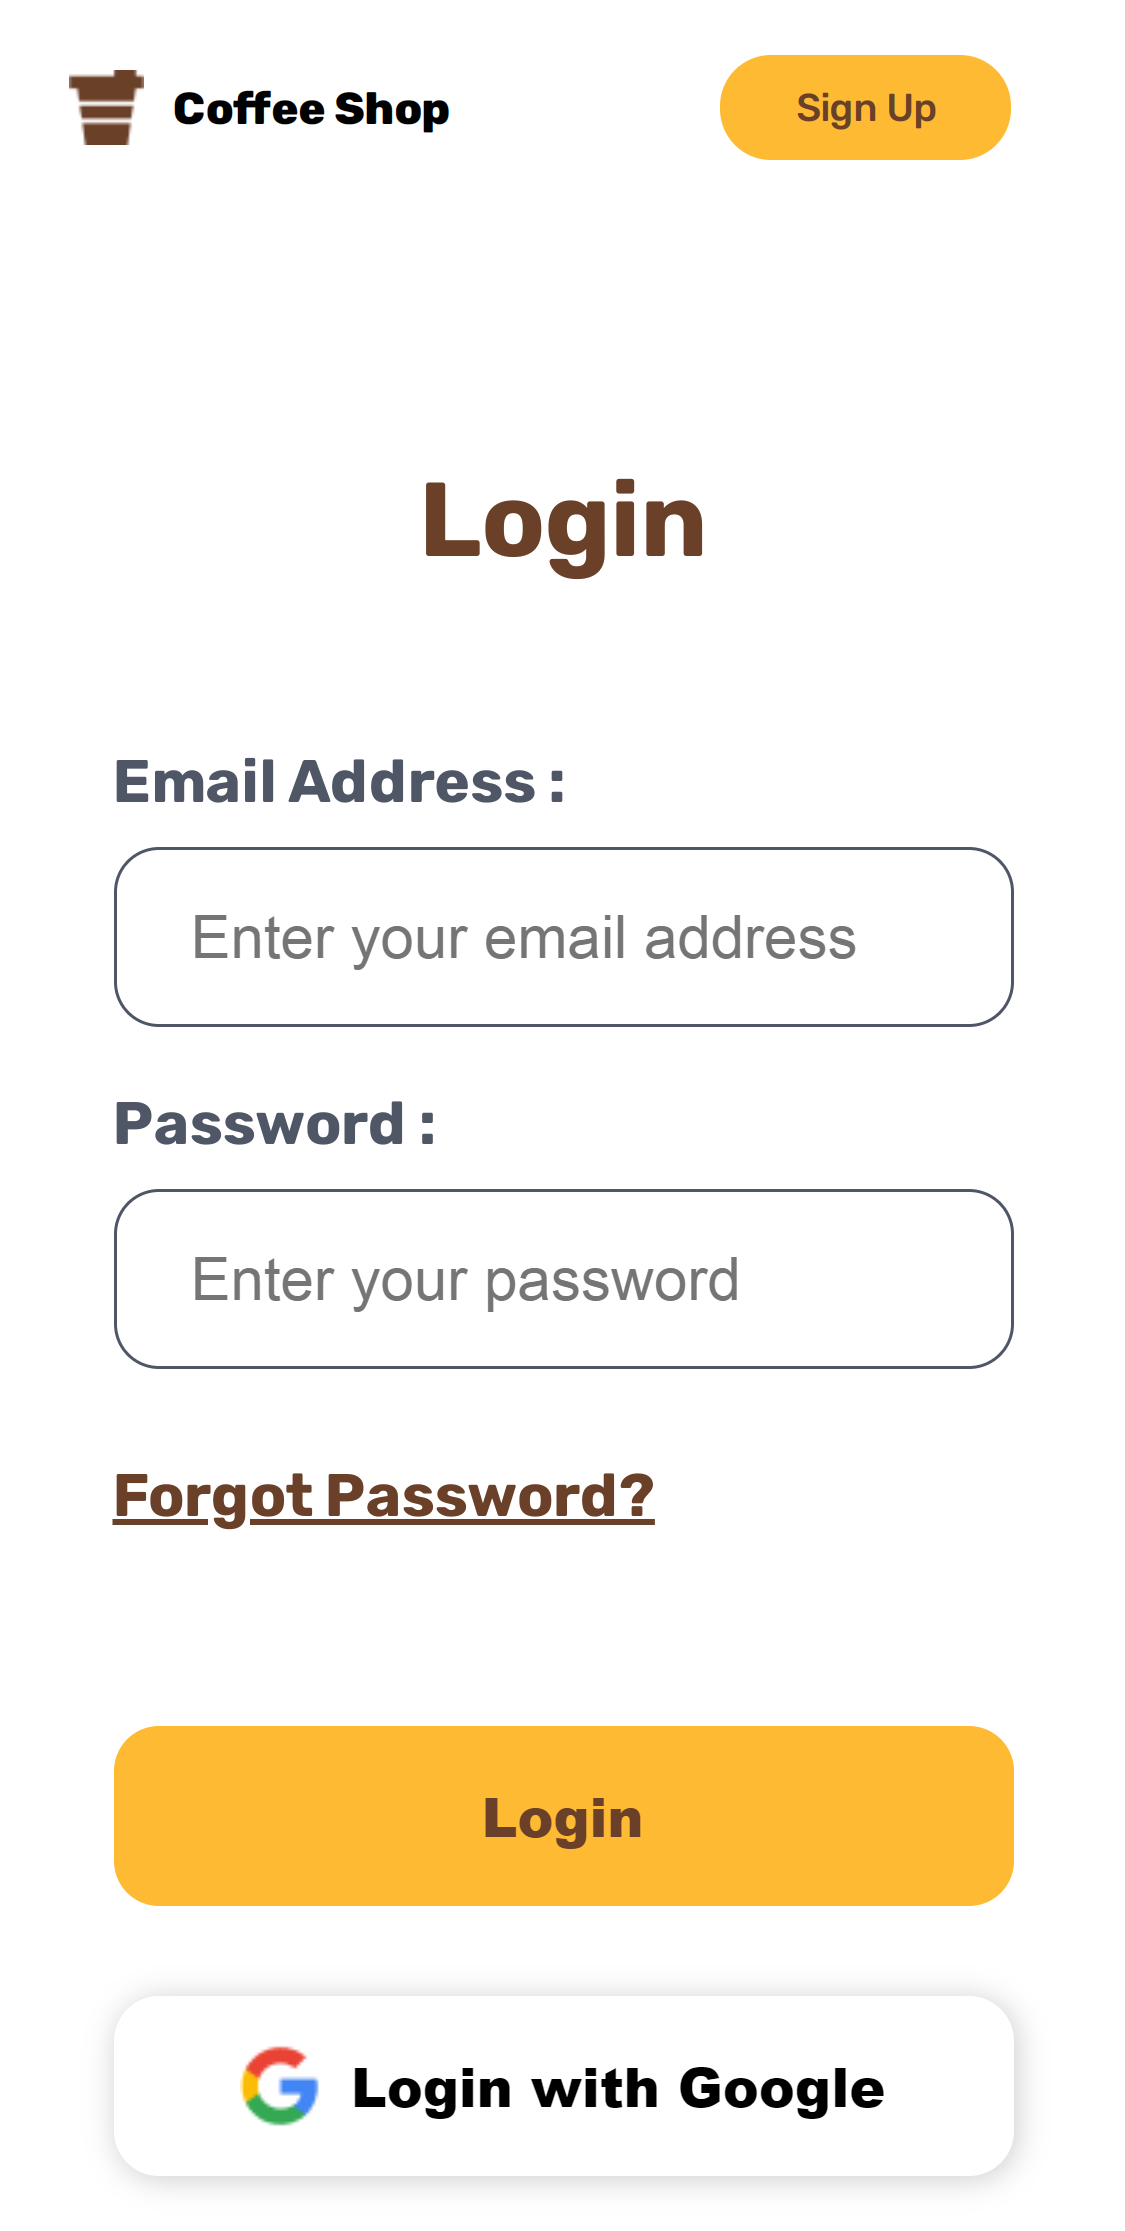 Coffee Shop
Sign Up
Login
Email Address :
Enter your email address
Password :
Enter your password
Forgot Password?
Login
Login with Google